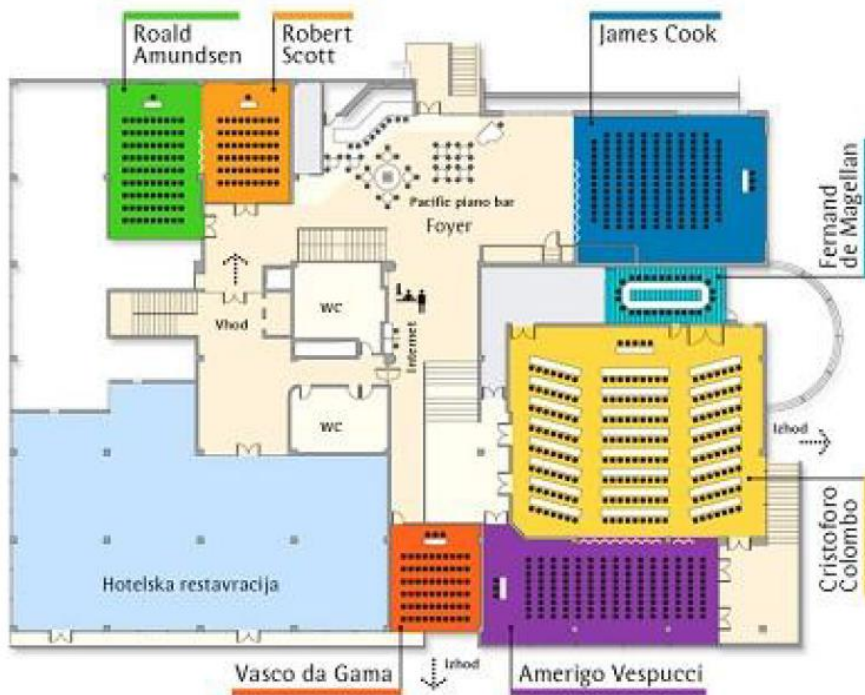 Roald
Amundsen
Robert
Scott
James Cook
Fernand
de Magellan
Pacific piano bar
Foyer
WC
Vhod
Internet
WC
Izhod
Cristoforo
Colombo
Hotelska restavracija
Vasco da Gama
Izhod
Amerigo Vespucci